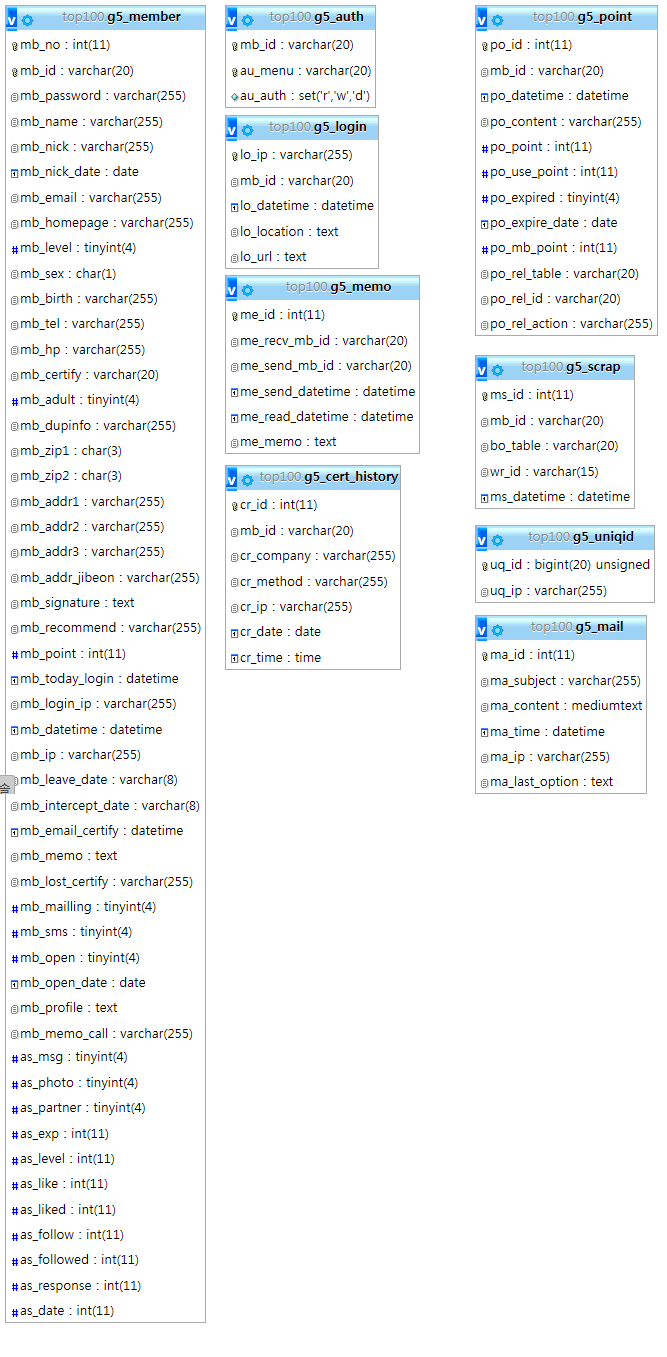 top100.g5_member
mb_no : int(11)
mb_id : varchar(20)
mb_password : varchar(255)
mb_name : varchar(255)
mb_nick : varchar(255)
mb_nick_date : date
mb_email : varchar(255)
mb_homepage : varchar(255)
mb_level : tinyint(4)
mb_sex : char(1)
mb_birth : varchar(255)
mb_tel : varchar(255)
mb_hp : varchar(255)
mb_certify : varchar(20)
mb_adult : tinyint(4)
mb_dupinfo : varchar(255)
mb_zip1 : char(3)
mb_zip2 : char(3)
mb_addr1 : varchar(255)
mb_addr2 : varchar(255)
mb_addr3 : varchar(255)
mb_addr_jibeon : varchar(255)
mb_signature : text
mb_recommend : varchar(255)
mb_point : int(11)
mb_today_login : datetime
mb_login_ip : varchar(255)
mb_datetime : datetime
mb_ip : varchar(255)
mb_leave_date : varchar(8)
mb_intercept_date : varchar(8)
mb_email_certify : datetime
mb_memo : text
mb_lost_certify : varchar(255)
mb_mailling : tinyint(4)
mb_sms : tinyint(4)
mb_open : tinyint(4)
mb_open_date : date
mb_profile : text
mb_memo_call : varchar(255)
as_msg : tinyint(4)
as_photo : tinyint(4)
as_partner : tinyint(4)
as_exp : int(11)
as_level : int(11)
as_like : int(11)
as_liked : int(11)
as_follow : int(11)
as_followed : int(11)
as_response : int(11)
as_date : int(11)
top100.g5_auth
mb_id : varchar(20)
au_menu : varchar(20)
au_auth : set('r','w','d')
top100.g5_login
lo_ip : varchar(255)
mb_id : varchar(20)
lo_datetime : datetime
lo_location : text
lo_url : text
top100.g5_memo
me_id : int(11)
me_recv_mb_id : varchar(20)
me_send_mb_id : varchar(20)
me_send_datetime : datetime
me_read_datetime : datetime
me_memo : text
top100.g5_cert_history
cr_id : int(11)
mb_id : varchar(20)
cr_company : varchar(255)
cr_method : varchar(255)
cr_ip : varchar(255)
cr_date : date
cr_time : time
top100.g5_point
po_id : int(11)
mb_id : varchar(20)
po_datetime : datetime
po_content : varchar(255)
po_point : int(11)
po_use_point : int(11)
po_expired : tinyint(4)
po_expire_date : date
po_mb_point : int(11)
po_rel_table : varchar(20)
po_rel_id : varchar(20)
po_rel_action : varchar(255)
top100.g5_scrap
ms_id : int(11)
mb_id : varchar(20)
bo_table : varchar(20)
wr_id : varchar(15)
ms_datetime : datetime
top100.g5_uniqid
uq_id : bigint(20) unsigned
uq_ip : varchar(255)
top100.g5_mail
ma_id : int(11)
ma_subject : varchar(255)
ma_content : mediumtext
ma_time : datetime
ma_ip : varchar(255)
ma_last_option : text